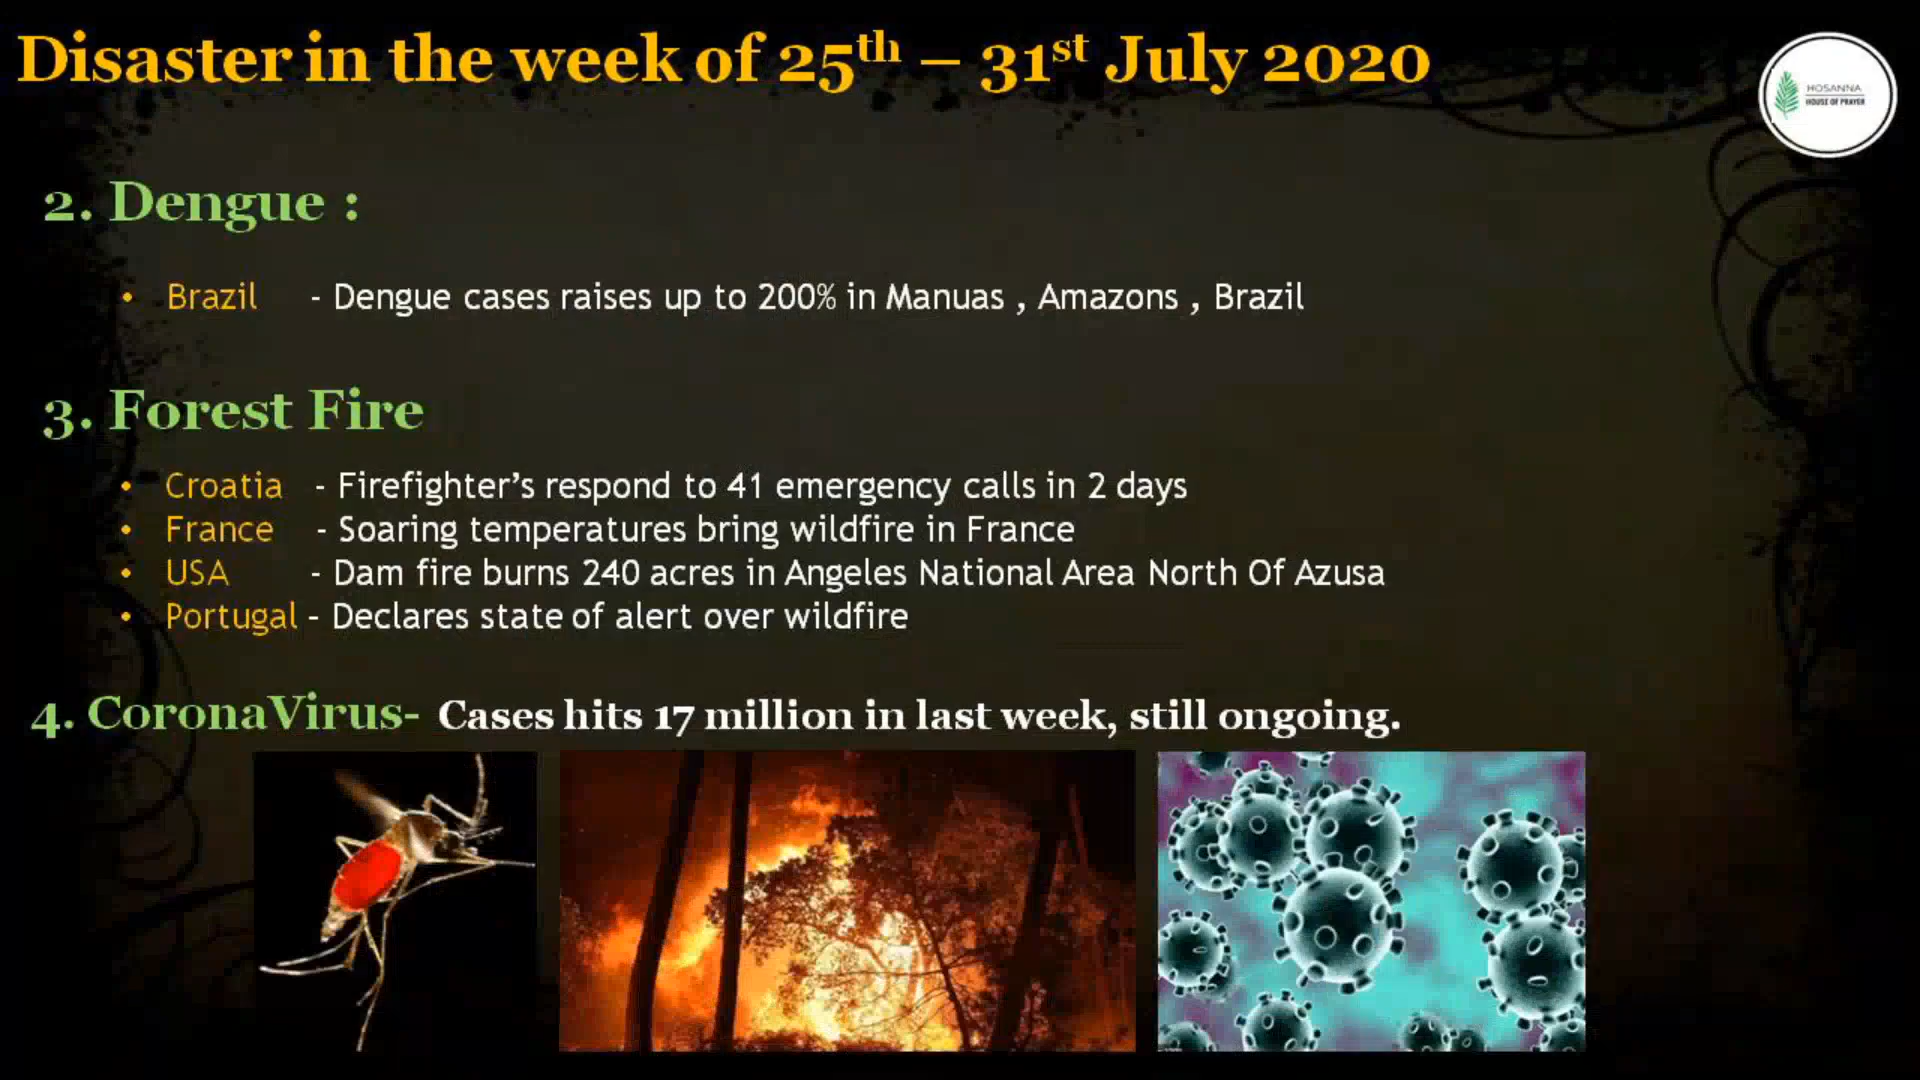 Disaster in the week of 25th – 31st July 2020
HOSANNA
HOUSE OF PRAYER
2. Dengue :
• Brazil - Dengue cases raises up to 200% in Manuas , Amazons , Brazil
3. Forest Fire
• Croatia - Firefighter’s respond to 41 emergency calls in 2 days
• France - Soaring temperatures bring wildfire in France
• USA - Dam fire burns 240 acres in Angeles National Area North Of Azusa
• Portugal - Declares state of alert over wildfire
4. CoronaVirus- Cases hits 17 million in last week, still ongoing.